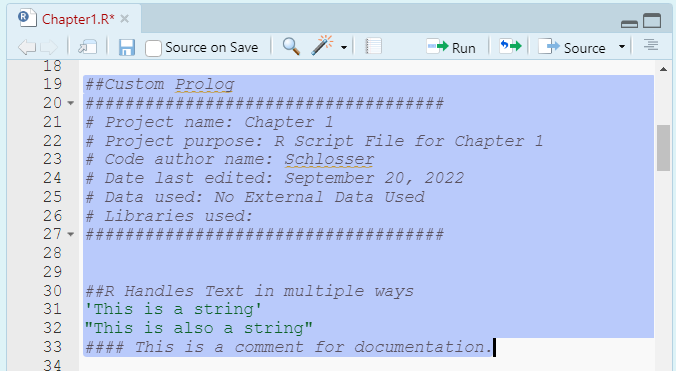 Chapter1.R*
Source on Save Run Source
18
19 ##Custom Prolog
20 ####################################
21 # Project name: Chapter 1
22 # Project purpose: R Script File for Chapter 1
23 # Code author name: Schlosser
24 # Date last edited: September 20, 2022
25 # Data used: No External Data Used
26 # Libraries used:
27 ####################################
28
29
30 ##R Handles Text in multiple ways
31 'This is a string'
32 "This is also a string"
33 #### This is a comment for documentation.
34